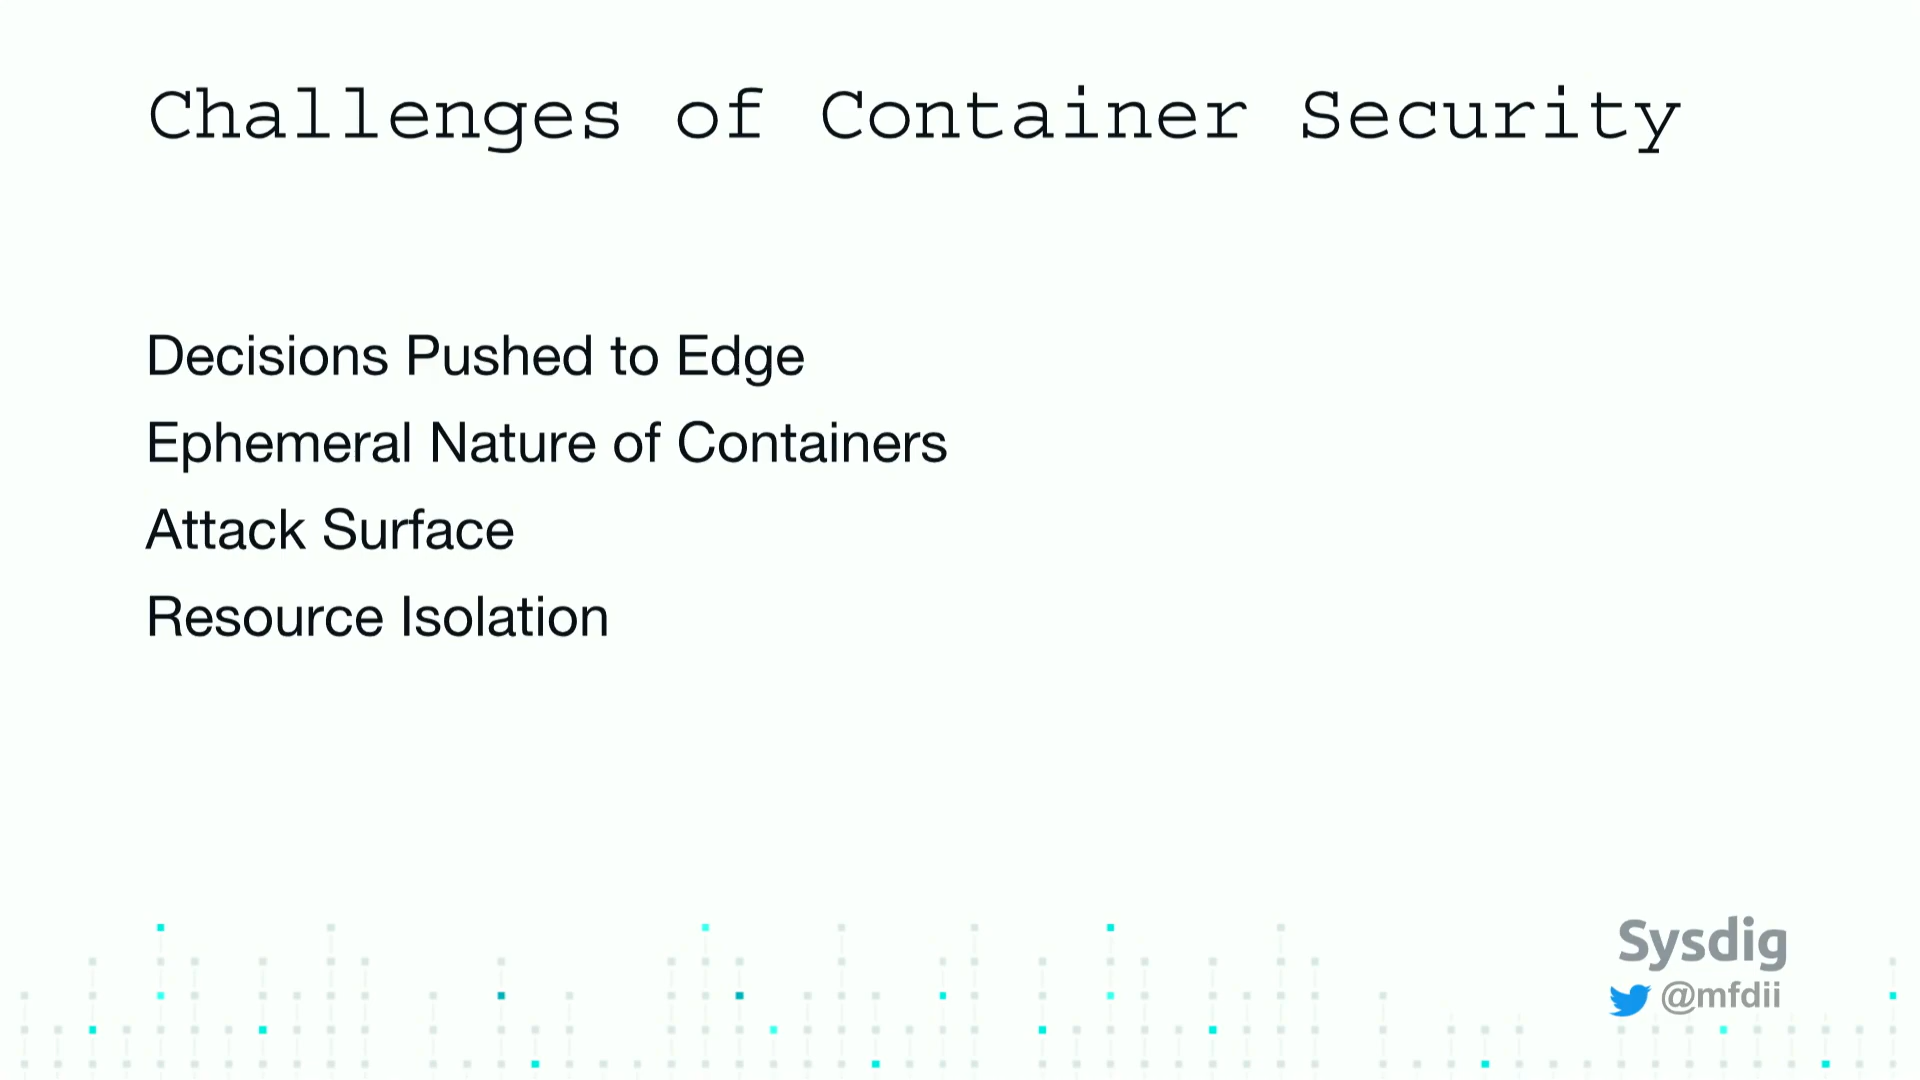 Challenges of Container Security
Decisions Pushed to Edge
Ephemeral Nature of Containers
Attack Surface
Resource Isolation
Sysdig
@mfdii